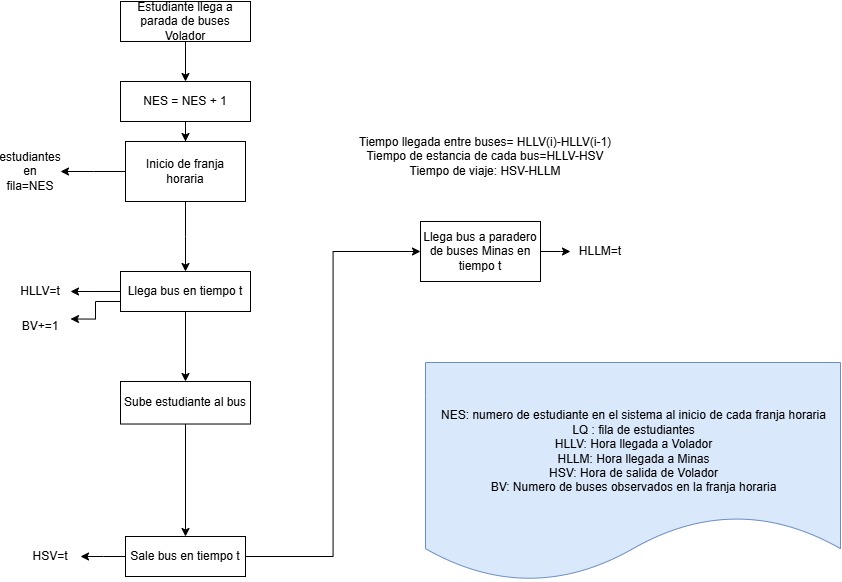 Estudiante llega a
parada de buses
Volador
NES = NES + 1
Inicio de franja
horaria
estudiantes
en
fila=NES
Tiempo llegada entre buses= HLLV(i)-HLLV(i-1)
Tiempo de estancia de cada bus=HLLV-HSV
Tiempo de viaje: HSV-HLLM
Llega bus a paradero
de buses Minas en
tiempo t
HLLM=t
Llega bus en tiempo t
HLLV=t
BV+=1
Sube estudiante al bus
NES: numero de estudiante en el sistema al inicio de cada franja horaria
LQ : fila de estudiantes
HLLV: Hora llegada a Volador
HLLM: Hora llegada a Minas
HSV: Hora de salida de Volador
BV: Numero de buses observados en la franja horaria
Sale bus en tiempo t
HSV=t